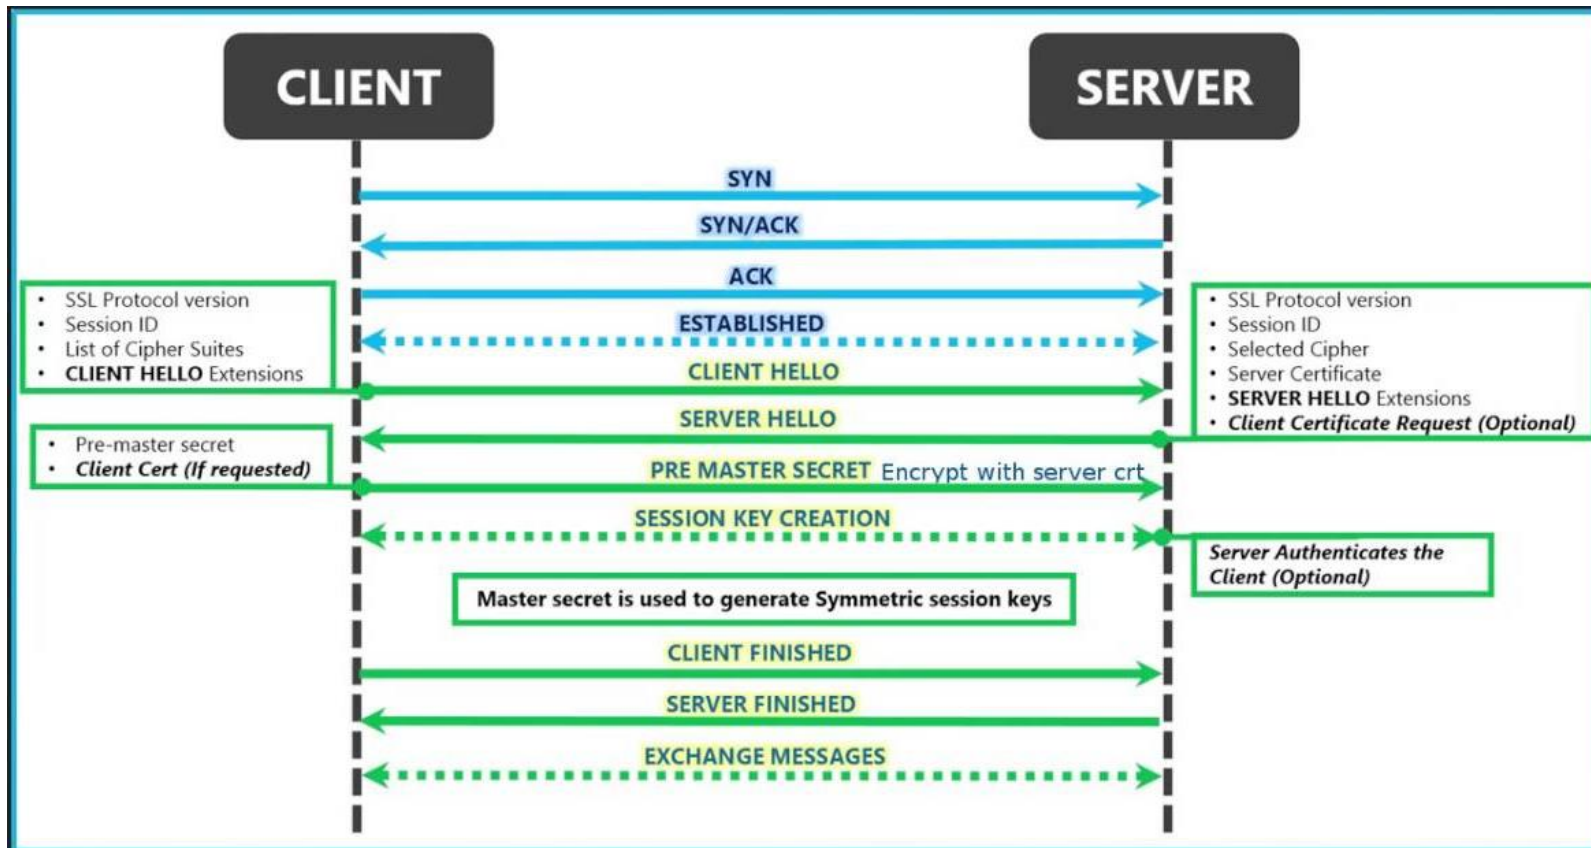 CLIENT
SERVER
SYN
SYN/ACK
ACK
ESTABLISHED
• SSL Protocol version
• Session ID
• List of Cipher Suites
• CLIENT HELLO Extensions
• SSL Protocol version
• Session ID
• Selected Cipher
• Server Certificate
• SERVER HELLO Extensions
• Client Certificate Request (Optional)
CLIENT HELLO
SERVER HELLO
• Pre-master secret
• Client Cert (If requested)
PRE MASTER SECRET Encrypt with server crt
SESSION KEY CREATION
Server Authenticates the
Client (Optional)
Master secret is used to generate Symmetric session keys
CLIENT FINISHED
SERVER FINISHED
EXCHANGE MESSAGES